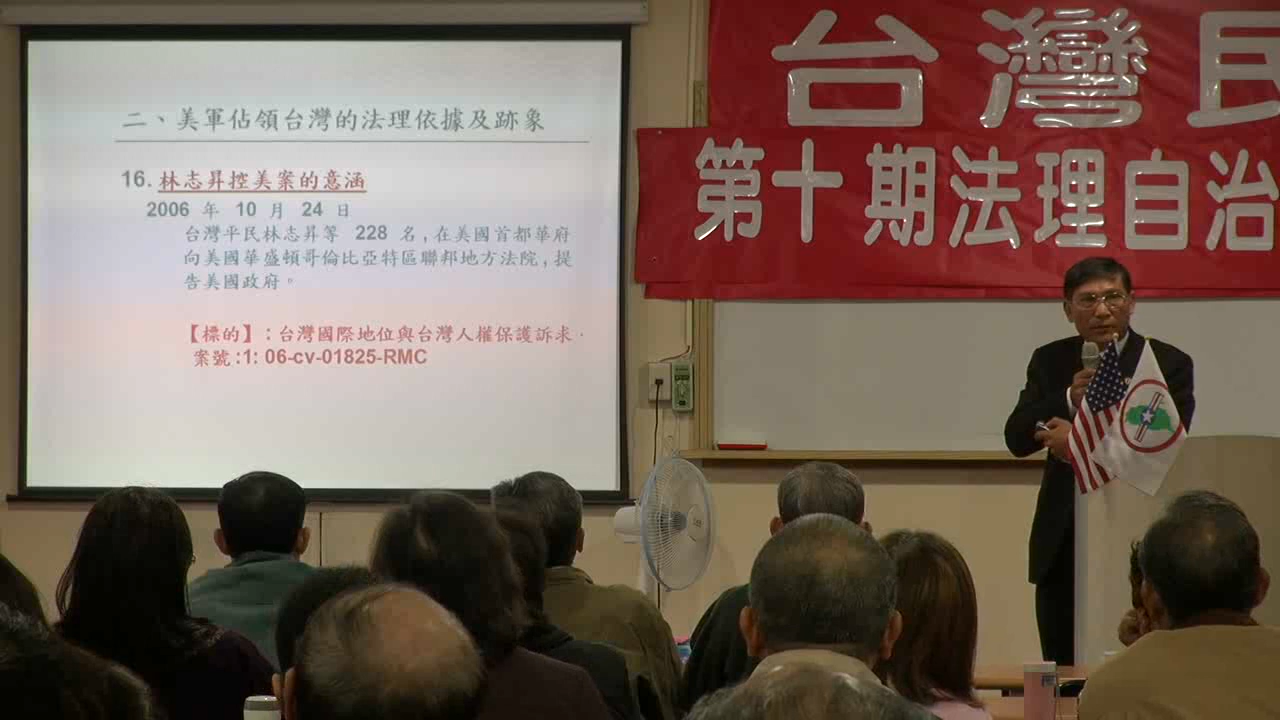 二、美軍佔領台灣的法理依據及跡象
16. 林志昇控美案的意涵
2006 年 10 月 24 日
台灣平民林志昇等 228 名,在美國首都華府
向美國華盛頓哥倫比亞特區聯邦地方法院,提
告美國政府。
【標的】:台灣國際地位與台灣人權保護訴求.
案號:1: 06-cv-01825-RMC
台灣民
第十期法理自治